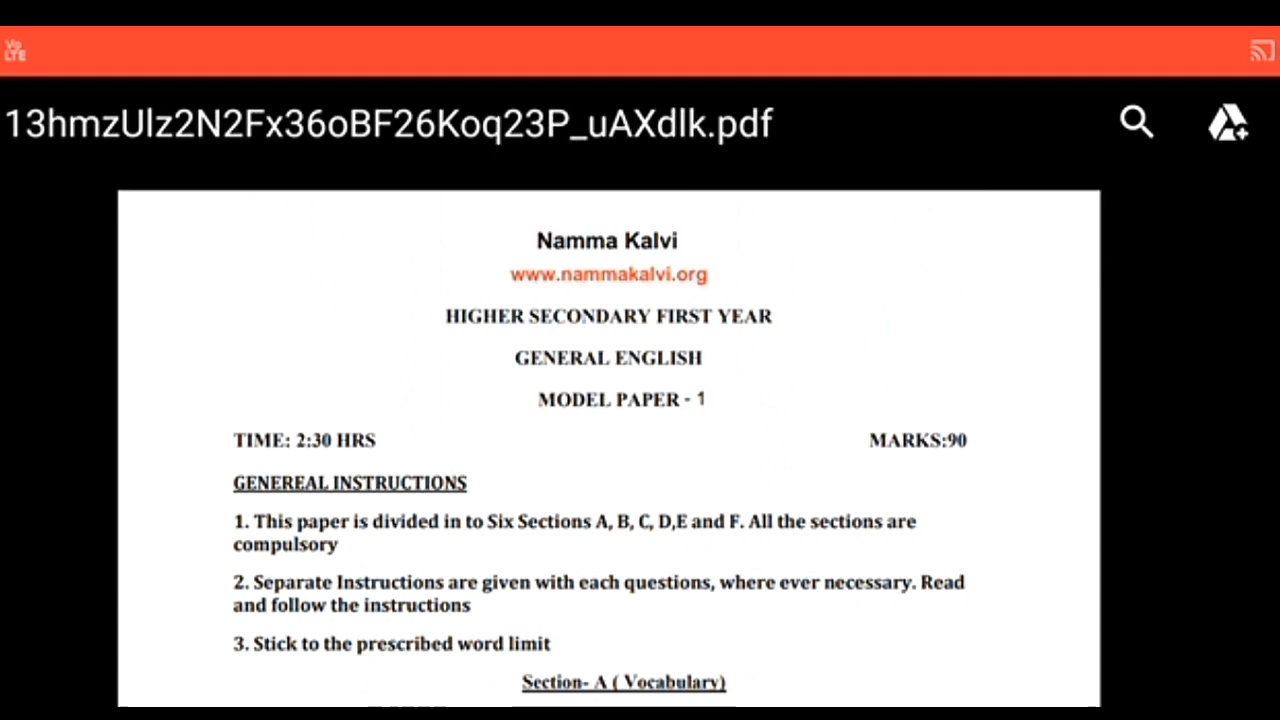 Vo
LTE
13hmzUlz2N2Fx36oBF26Koq23P_uAXdlk.pdf
Namma Kalvi
www.nammakalvi.org
HIGHER SECONDARY FIRST YEAR
GENERAL ENGLISH
MODEL PAPER - 1
TIME: 2:30 HRS MARKS:90
GENEREAL INSTRUCTIONS
1. This paper is divided in to Six Sections A, B, C, D,E and F. All the sections are
compulsory
2. Separate Instructions are given with each questions, where ever necessary. Read
and follow the instructions
3. Stick to the prescribed word limit
Section- A ( Vocabulary)